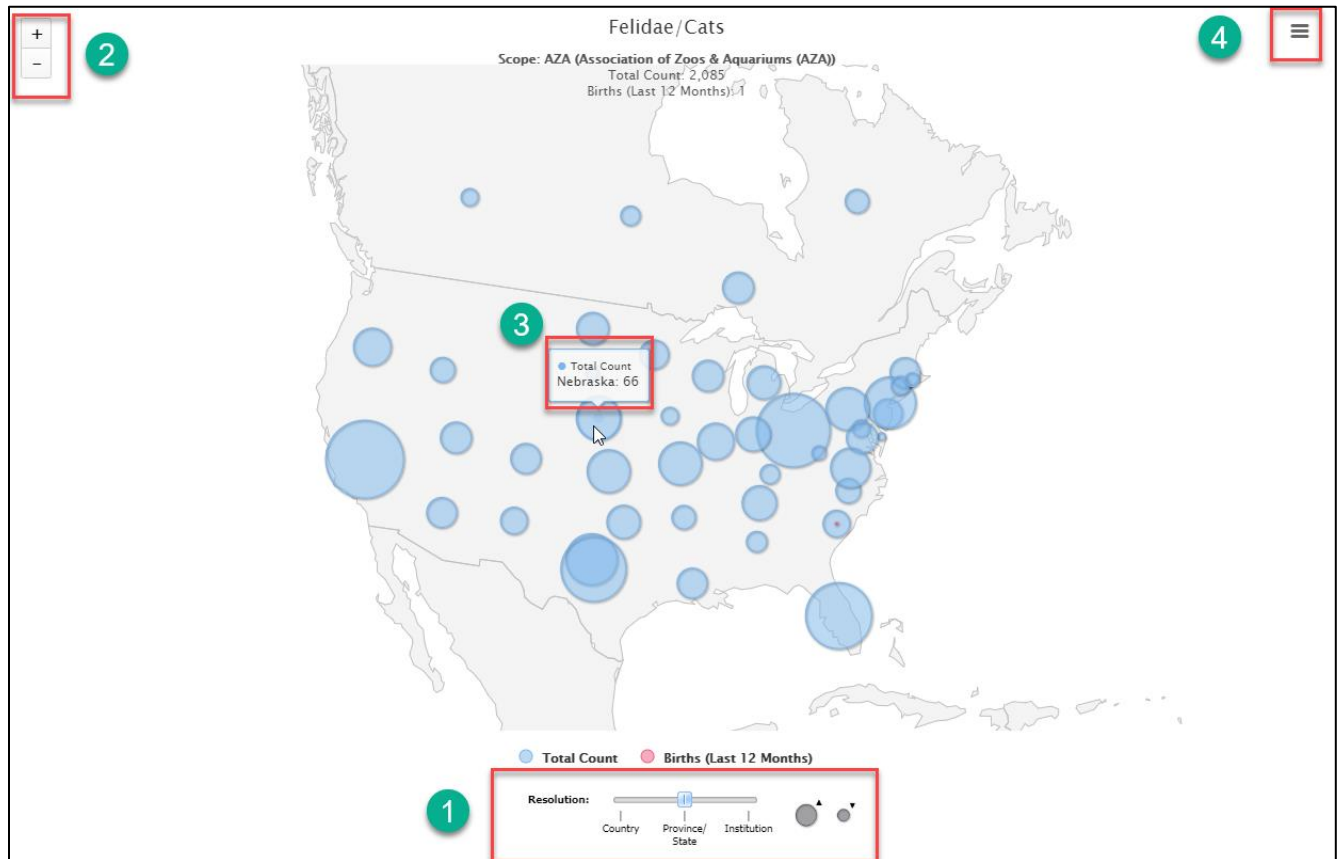 +
2
-
Felidae/Cats
Scope: AZA (Association of Zoos & Aquariums (AZA))
Total Count: 2,085
Births (Last 12 Months): 1
4
3
Total Count
Nebraska: 66
Total Count Births (Last 12 Months)
1
Resolution:
Country Province/ Institution
State